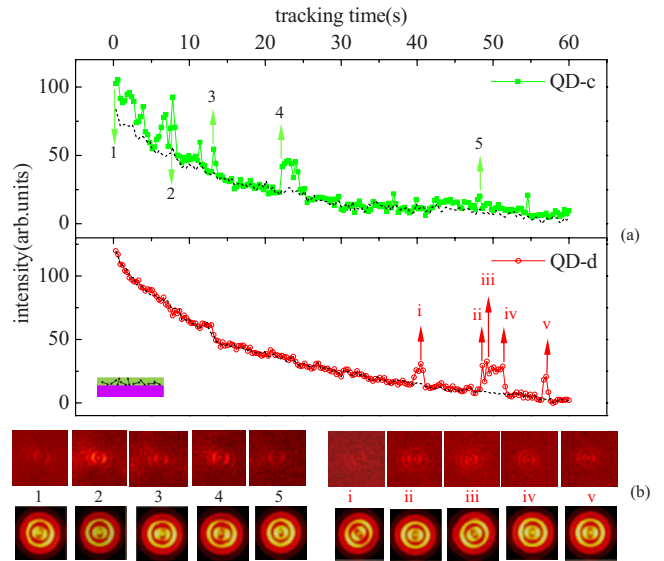 tracking time(s)
0 10 20 30 40 50 60
100
50
0
QD-c
1
2
3
4
5
(a)
intensity(arb.units)
100
50
0
QD-d
i
ii
iii
iv
v
1 2 3 4 5 i ii iii iv v
(b)